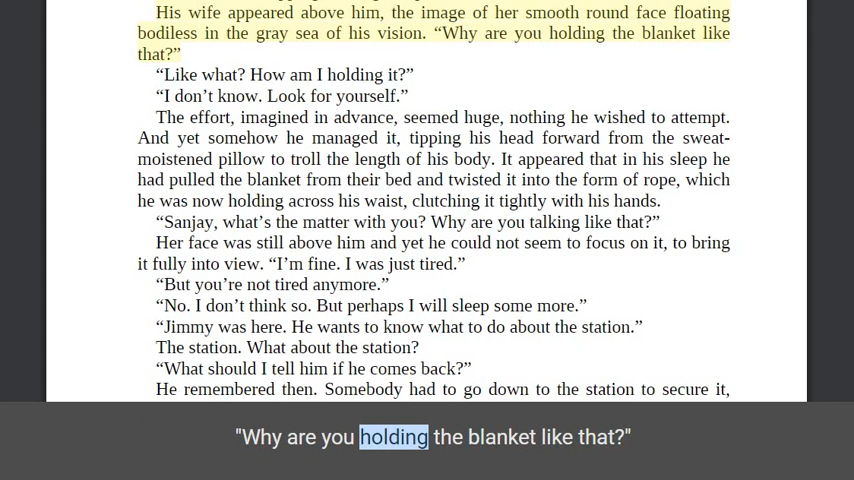 His wife appeared above him, the image of her smooth round face floating
bodiless in the gray sea of his vision. “Why are you holding the blanket like
that?”
“Like what? How am I holding it?”
“I don’t know. Look for yourself.”
The effort, imagined in advance, seemed huge, nothing he wished to attempt.
And yet somehow he managed it, tipping his head forward from the sweat-
moistened pillow to troll the length of his body. It appeared that in his sleep he
had pulled the blanket from their bed and twisted it into the form of rope, which
he was now holding across his waist, clutching it tightly with his hands.
“Sanjay, what’s the matter with you? Why are you talking like that?”
Her face was still above him and yet he could not seem to focus on it, to bring
it fully into view. “I’m fine. I was just tired.”
“But you’re not tired anymore.”
“No. I don’t think so. But perhaps I will sleep some more.”
“Jimmy was here. He wants to know what to do about the station.”
The station. What about the station?
“What should I tell him if he comes back?”
He remembered then. Somebody had to go down to the station to secure it,
"Why are you holding the blanket like that?"